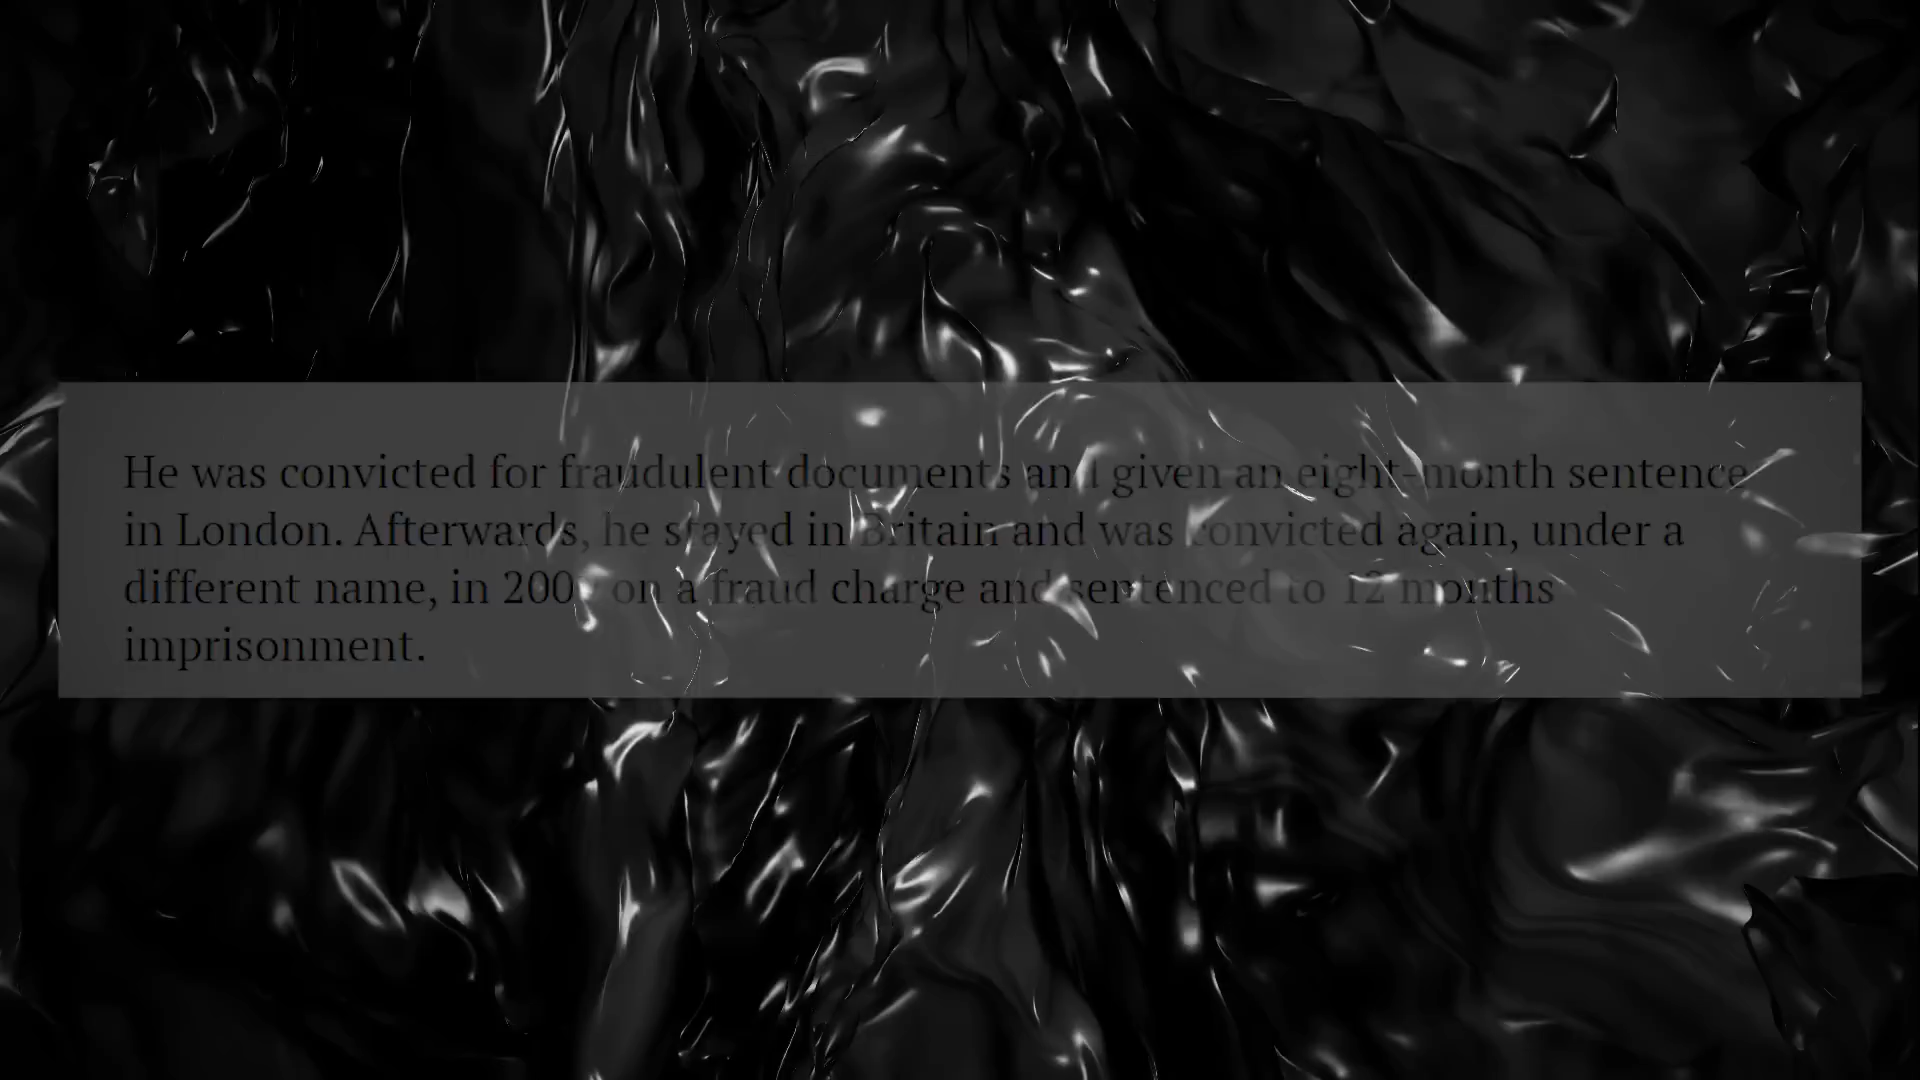 He was convicted for fraudulent documents and given an eight-month sentence
in London. Afterwards, he stayed in Britain and was convicted again, under a
different name, in on a fraud charge and sentenced to 12 months
imprisonment.